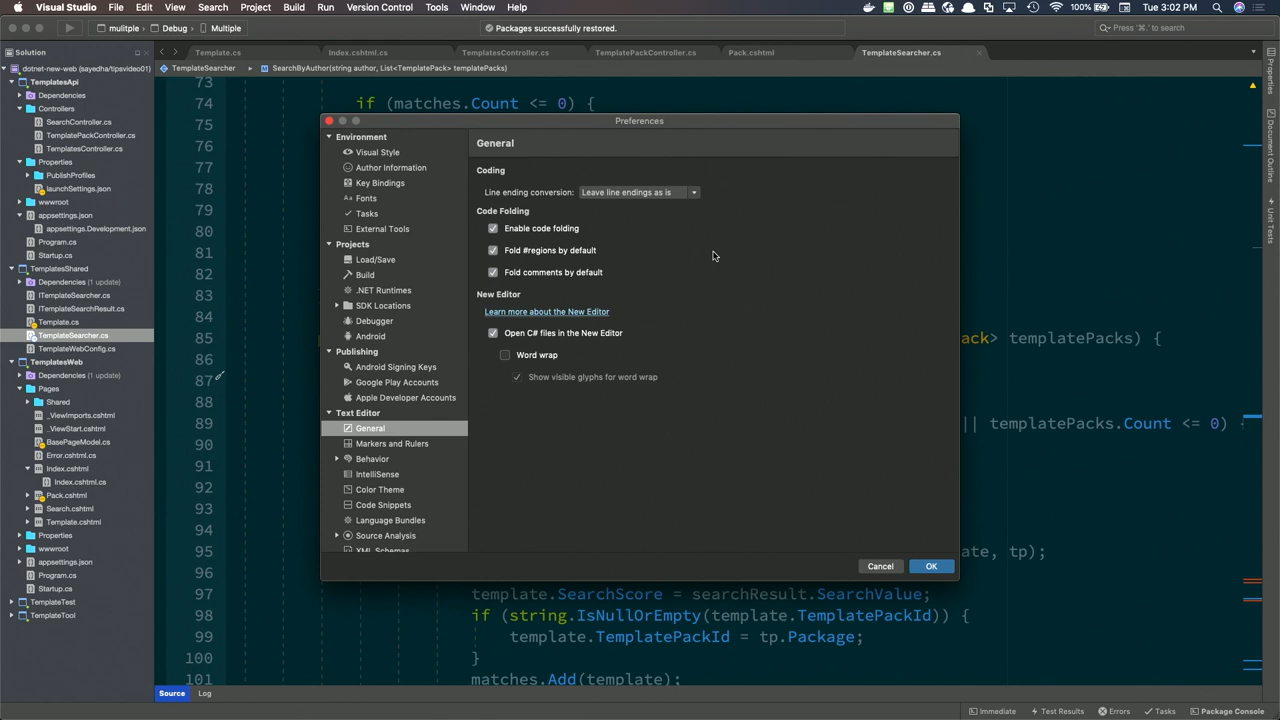 Visual Studio File Edit View Search Project Build Run Version Control Tools Window Help 100% Tue 3:02 PM
mulitple Debug Multiple Packages successfully restored. Press '⌘.' to search
Solution
Template.cs Index.cshtml.cs TemplatesController.cs TemplatePackController.cs Pack.cshtml TemplateSearcher.cs
dotnet-new-web (sayedha/tipsvideo01)
TemplateSearcher SearchByAuthor(string author, List<TemplatePack> templatePacks)
TemplatesApi
Dependencies
Controllers
SearchController.cs
TemplatePackController.cs
TemplatesController.cs
Properties
PublishProfiles
launchSettings.json
wwwroot
appsettings.json
appsettings.Development.json
Program.cs
Startup.cs
TemplatesShared
Dependencies (1 update)
ITemplateSearcher.cs
ITemplateSearchResult.cs
Template.cs
TemplateSearcher.cs
TemplateWebConfig.cs
TemplatesWeb
Dependencies (1 update)
Pages
Shared
_ViewImports.cshtml
_ViewStart.cshtml
BasePageModel.cs
Error.cshtml.cs
Index.cshtml
Index.cshtml.cs
Pack.cshtml
Search.cshtml
Template.cshtml
Properties
wwwroot
appsettings.json
Program.cs
Startup.cs
TemplateTest
TemplateTool
73
74 if (matches.Count <= 0) {
75
76
77
78
79
80
81
82
83
84
85 ack> templatePacks) {
86
87
88
89 || templatePacks.Count <= 0) {
90
91
92
93
94
95 ate, tp);
96
97 template.SearchScore = searchResult.SearchValue;
98 if (string.IsNullOrEmpty(template.TemplatePackId)) {
99 template.TemplatePackId = tp.Package;
100 }
101 matches.Add(template);
Preferences
Environment
Visual Style
Author Information
Key Bindings
Fonts
Tasks
External Tools
Projects
Load/Save
Build
.NET Runtimes
SDK Locations
Debugger
Android
Publishing
Android Signing Keys
Google Play Accounts
Apple Developer Accounts
Text Editor
General
Markers and Rulers
Behavior
IntelliSense
Color Theme
Code Snippets
Language Bundles
Source Analysis
XML Schemas
General
Coding
Line ending conversion: Leave line endings as is
Code Folding
Enable code folding
Fold #regions by default
Fold comments by default
New Editor
Learn more about the New Editor
Open C# files in the New Editor
Word wrap
Show visible glyphs for word wrap
Cancel OK
Properties
Document Outline
Unit Tests
Source Log
Immediate Test Results Errors Tasks Package Console